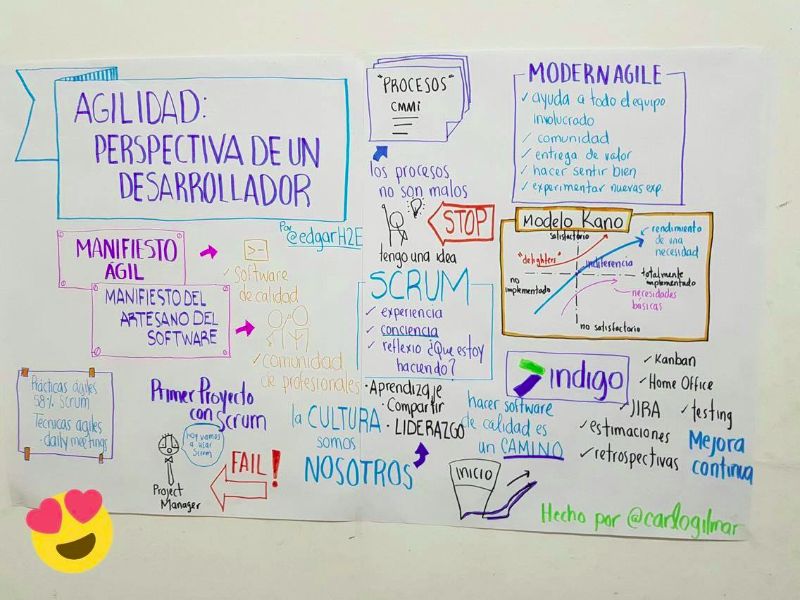 AGILIDAD:
PERSPECTIVA DE UN
DESARROLLADOR
Por
@edgarH2E
MANIFIESTO
ÁGIL
software
de calidad
MANIFIESTO DEL
ARTESANO DEL
SOFTWARE
comunidad
de profesionales
Prácticas ágiles
58% Scrum
Técnicas ágiles
· daily meetings
Primer Proyecto
con Scrum
hoy vamos
a usar
Scrum
Project
Manager
FAIL!
"PROCESOS"
CMMi
los procesos
no son malos
STOP
tengo una idea
SCRUM
✓ experiencia
✓ conciencia
✓ reflexio ¿Que estoy
haciendo?
la CULTURA
somos
NOSOTROS
· Aprendizaje
· Compartir
· LIDERAZGO
MODERN AGILE
✓ ayuda a todo el equipo
involucrado
✓ comunidad
✓ entrega de valor
✓ hacer sentir bien
✓ experimentar nuevas exp.
Modelo Kano
satisfactorio
rendimiento
de una
necesidad
"delighters"
indiferencia
no
implementado
totalmente
implementado
necesidades
básicas
no satisfactorio
indigo
hacer software
de calidad es
un CAMINO
INICIO
✓ Kanban
✓ Home Office
✓ JIRA
✓ testing
✓ estimaciones
✓ retrospectivas
Mejora
continua
Hecho por @carlogilmar